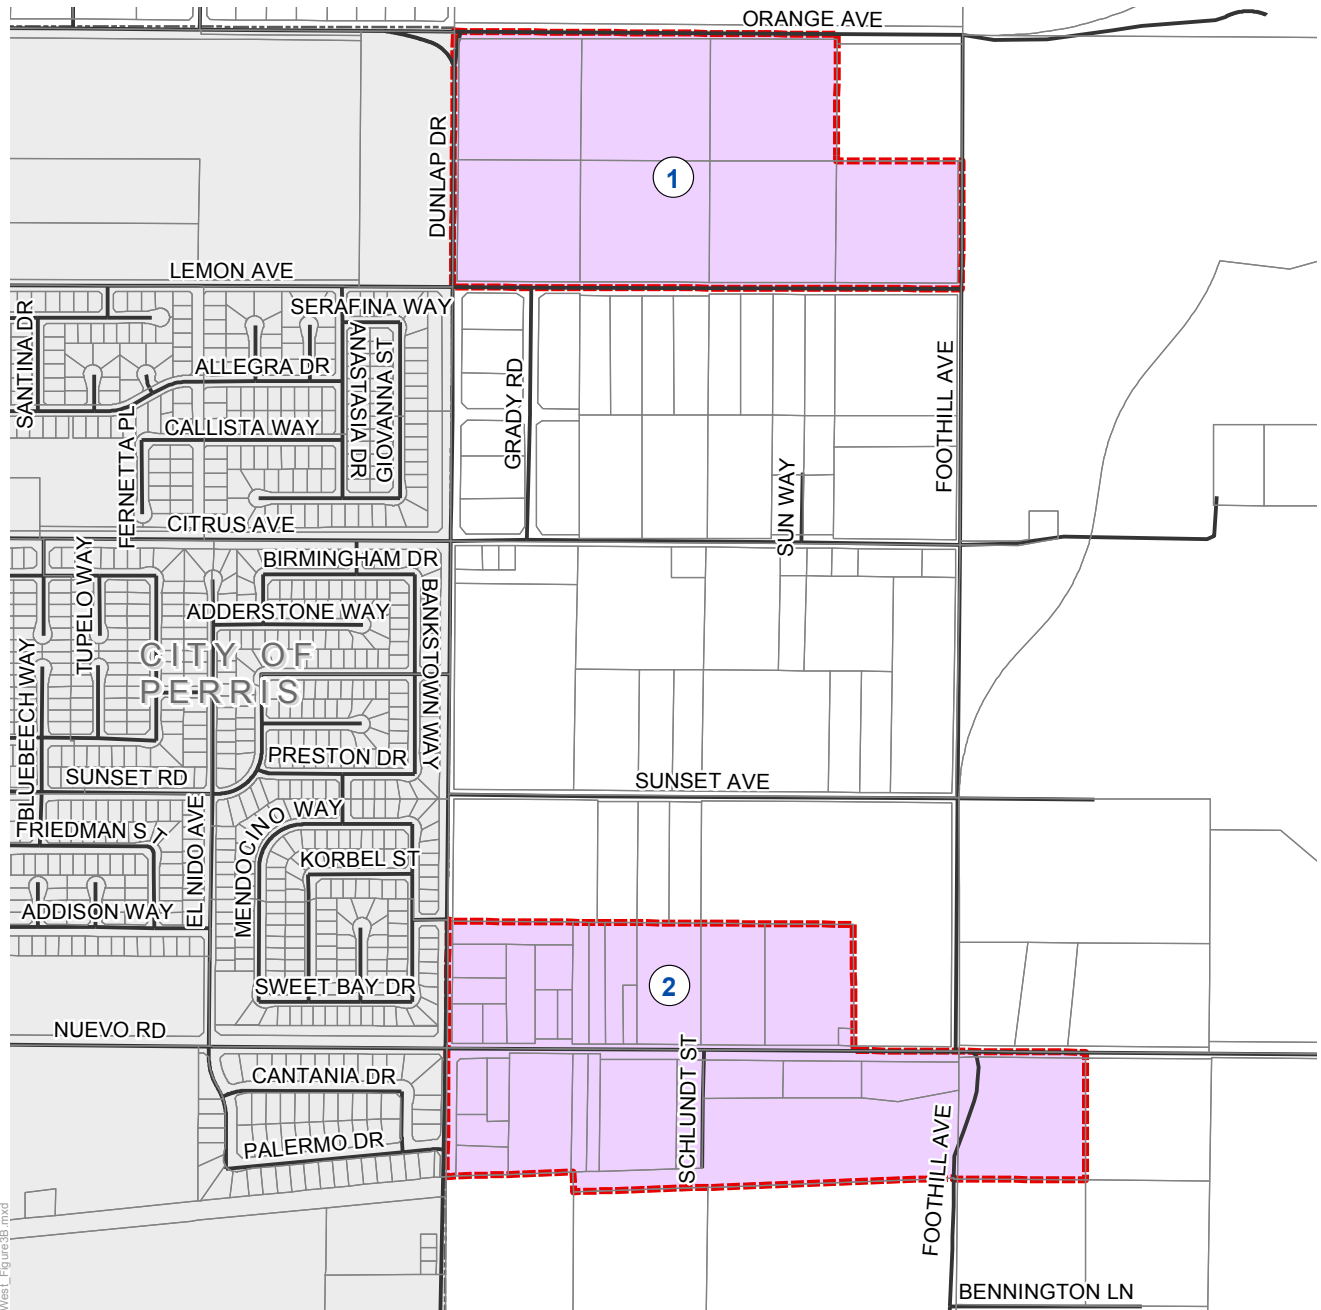 ORANGE AVE
DUNLAP DR
1
LEMON AVE
SERAFINA WAY
SANTINA DR
ALLEGRA DR
ANASTASIA DR
GIOVANNA ST
GRADY RD
FOOTHILL AVE
FERNETTA PL
CALLISTA WAY
SUN WAY
CITRUS AVE
TUPELO WAY
BIRMINGHAM DR
BANKSTOWN WAY
ADDERSTONE WAY
CITY OF
PERRIS
BLUEBEECH WAY
PRESTON DR
SUNSET RD
SUNSET AVE
EL NIDO AVE
MENDOCINO WAY
FRIEDMAN ST
KORBEL ST
ADDISON WAY
SWEET BAY DR
2
NUEVO RD
SCHLUNDT ST
CANTANIA DR
PALERMO DR
FOOTHILL AVE
BENNINGTON LN
West_Figure3B.mxd